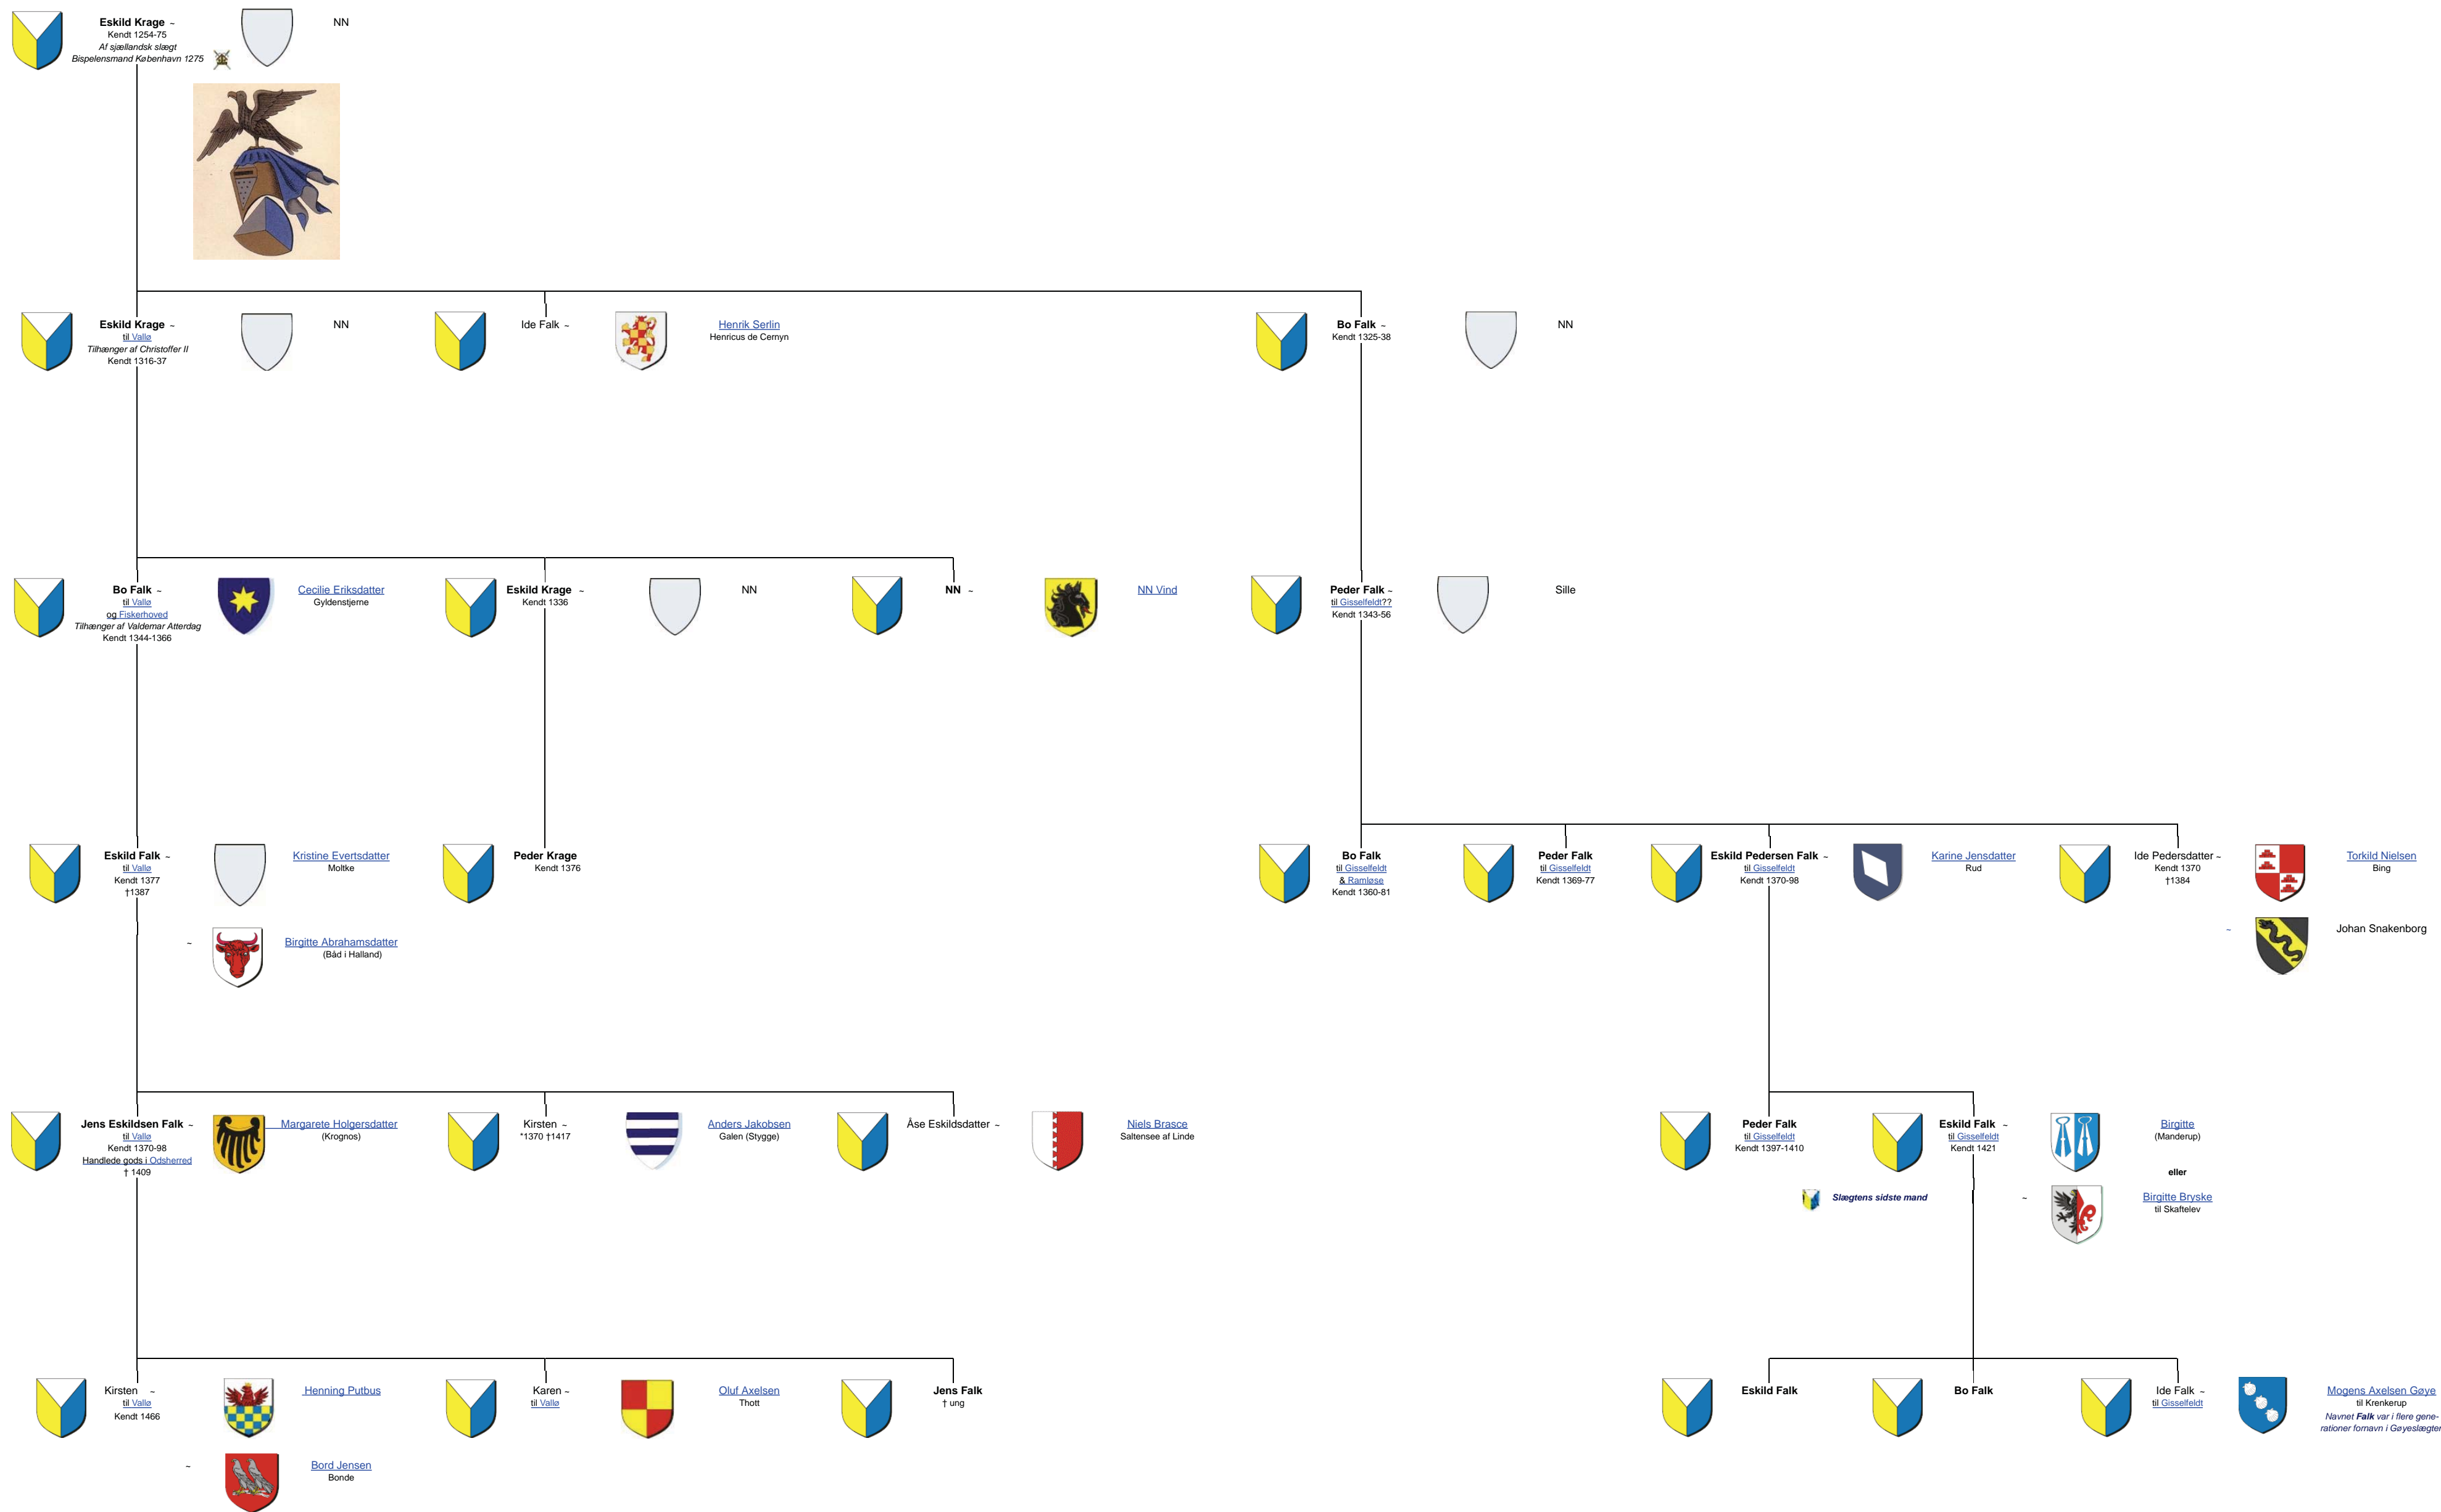 Eskild Krage ~
Kendt 1254-75
Af sjællandsk slægt
Bispelensmand København 1275
NN
Eskild Krage ~
til Vallø
Tilhænger af Christoffer II
Kendt 1316-37
NN
Ide Falk ~
Henrik Serlin
Henricus de Cernyn
Bo Falk ~
Kendt 1325-38
NN
Bo Falk ~
til Vallø
og Fiskerhoved
Tilhænger af Valdemar Atterdag
Kendt 1344-1366
Cecilie Eriksdatter
Gyldenstjerne
Eskild Krage ~
Kendt 1336
NN
NN ~
NN Vind
Peder Falk ~
til Gisselfeldt??
Kendt 1343-56
Sille
Eskild Falk ~
til Vallø
Kendt 1377
†1387
Kristine Evertsdatter
Moltke
~
Birgitte Abrahamsdatter
(Båd i Halland)
Peder Krage
Kendt 1376
Bo Falk
til Gisselfeldt
& Ramløse
Kendt 1360-81
Peder Falk
til Gisselfeldt
Kendt 1369-77
Eskild Pedersen Falk ~
til Gisselfeldt
Kendt 1370-98
Karine Jensdatter
Rud
Ide Pedersdatter ~
Kendt 1370
†1384
Torkild Nielsen
Bing
~
Johan Snakenborg
Jens Eskildsen Falk ~
til Vallø
Kendt 1370-98
Handlede gods i Odsherred
† 1409
Margarete Holgersdatter
(Krognos)
Kirsten ~
*1370 †1417
Anders Jakobsen
Galen (Stygge)
Åse Eskildsdatter ~
Niels Brasce
Saltensee af Linde
Peder Falk
til Gisselfeldt
Kendt 1397-1410
Eskild Falk ~
til Gisselfeldt
Kendt 1421
Birgitte
(Manderup)
eller
Slægtens sidste mand
~
Birgitte Bryske
til Skaftelev
Kirsten ~
til Vallø
Kendt 1466
Henning Putbus
~
Bord Jensen
Bonde
Karen ~
til Vallø
Oluf Axelsen
Thott
Jens Falk
† ung
Eskild Falk
Bo Falk
Ide Falk ~
til Gisselfeldt
Mogens Axelsen Gøye
til Krenkerup
Navnet Falk var i flere gene-
rationer fornavn i Gøyeslægten